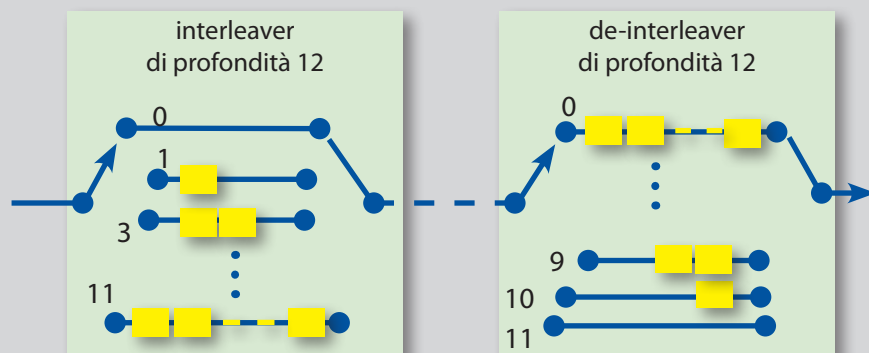 interleaver
di profondità 12
0
1
3
11
de-interleaver
di profondità 12
0
9
10
11